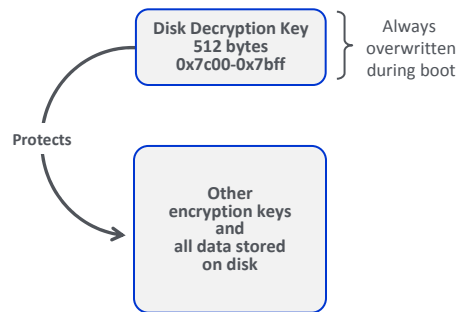 Disk Decryption Key
512 bytes
0x7c00-0x7bff
Always
overwritten
during boot
Protects
Other
encryption keys
and
all data stored
on disk